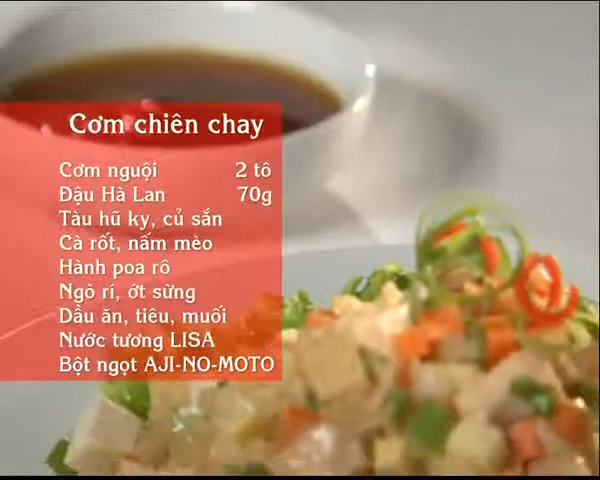 Cơm chiên chay
Cơm nguội 2 tô
Đậu Hà Lan 70g
Tàu hũ ky, củ sắn
Cà rốt, nấm mèo
Hành poa rô
Ngò rí, ớt sừng
Dầu ăn, tiêu, muối
Nước tương LISA
Bột ngọt AJI-NO-MOTO